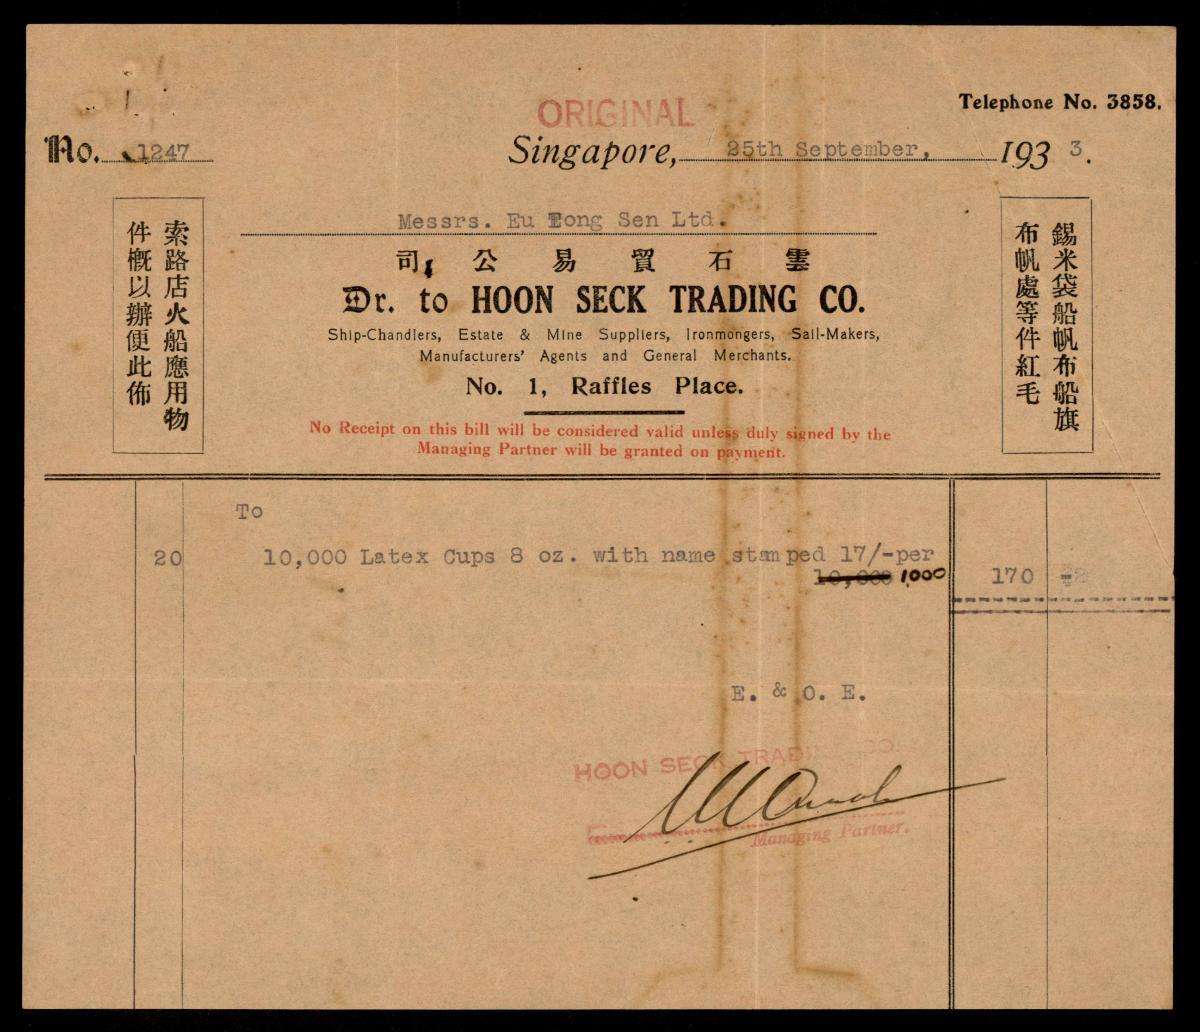 ORIGINAL
Telephone No. 3858.
No. 1247
Singapore, 25th September, 1933.
Messrs. Eu Tong Sen Ltd.
司公易貿石雲
Dr. to HOON SECK TRADING CO.
Ship-Chandlers, Estate & Mine Suppliers, Ironmongers, Sail-Makers,
Manufacturers' Agents and General Merchants.
No. 1, Raffles Place.
No Receipt on this bill will be considered valid unless duly signed by the
Managing Partner will be granted on payment.
錫米袋船帆布船旗
布帆處等件紅毛
索路店火船應用物
件概以辦便此佈
To
20 10,000 Latex Cups 8 oz. with name stamped 17/-per
10,000 1000 170 -
E. & O. E.
HOON SECK TRADING CO.
Managing Partner.